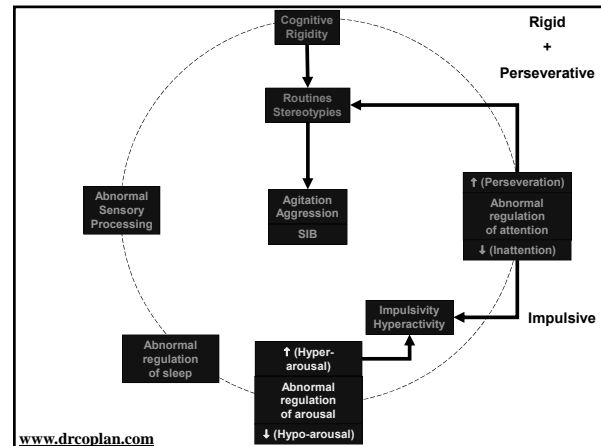 Cognitive
Rigidity
Rigid
+
Perseverative
Routines
Stereotypies
Abnormal
Sensory
Processing
Agitation
Aggression
SIB
↑ (Perseveration)
Abnormal
regulation
of attention
↓ (Inattention)
Impulsivity
Hyperactivity
Impulsive
Abnormal
regulation
of sleep
↑ (Hyper-
arousal)
Abnormal
regulation
of arousal
↓ (Hypo-arousal)
www.drcoplan.com